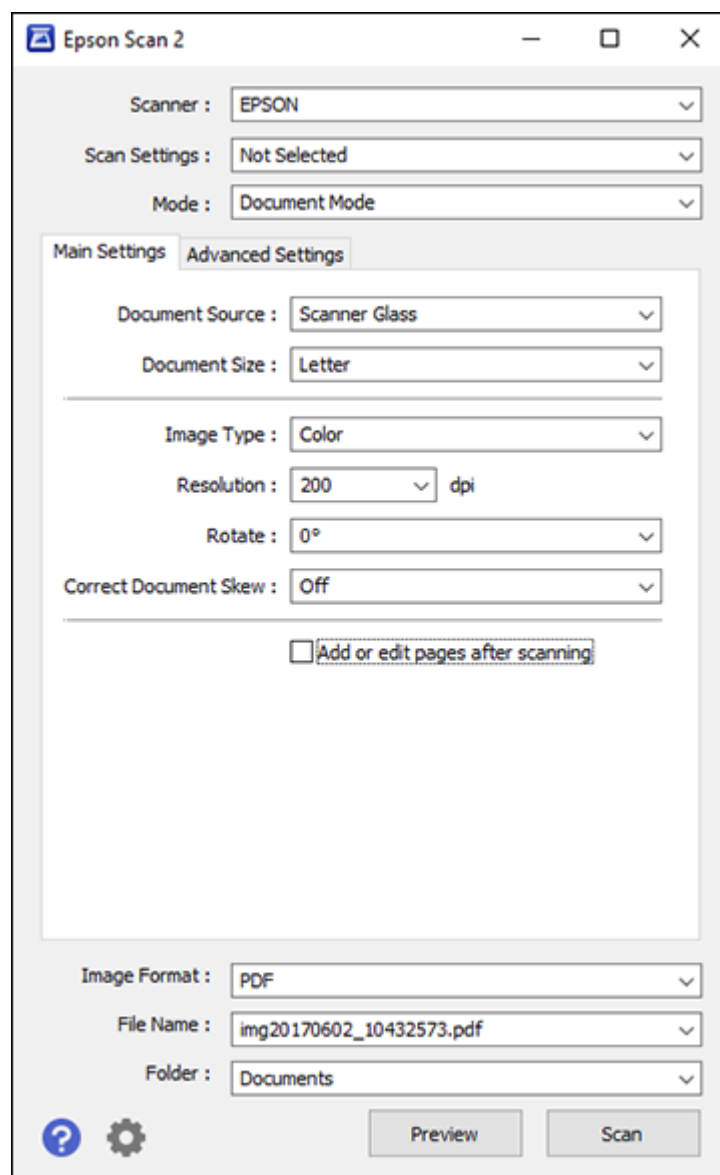 Epson Scan 2
Scanner : EPSON
Scan Settings : Not Selected
Mode : Document Mode
Main Settings Advanced Settings
Document Source : Scanner Glass
Document Size : Letter
Image Type : Color
Resolution : 200 dpi
Rotate : 0°
Correct Document Skew : Off
Add or edit pages after scanning
Image Format : PDF
File Name : img20170602_10432573.pdf
Folder : Documents
? Preview Scan